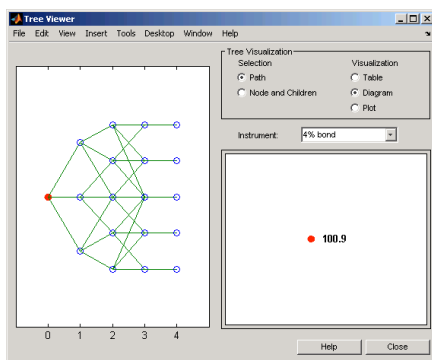 Tree Viewer
File Edit View Insert Tools Desktop Window Help
Tree Visualization
Selection
Visualization
Path
Table
Node and Children
Diagram
Plot
Instrument:
4% bond
100.9
0 1 2 3 4
Help
Close